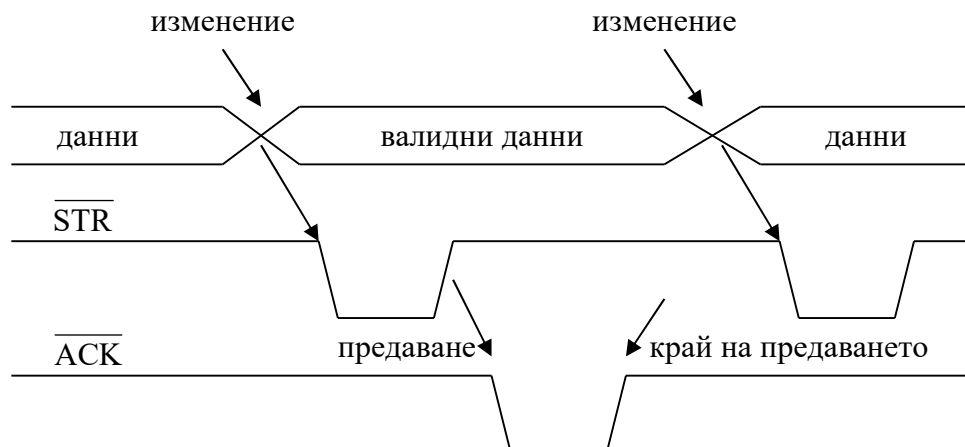 изменение изменение
данни валидни данни данни
STR
предаване край на предаването
ACK